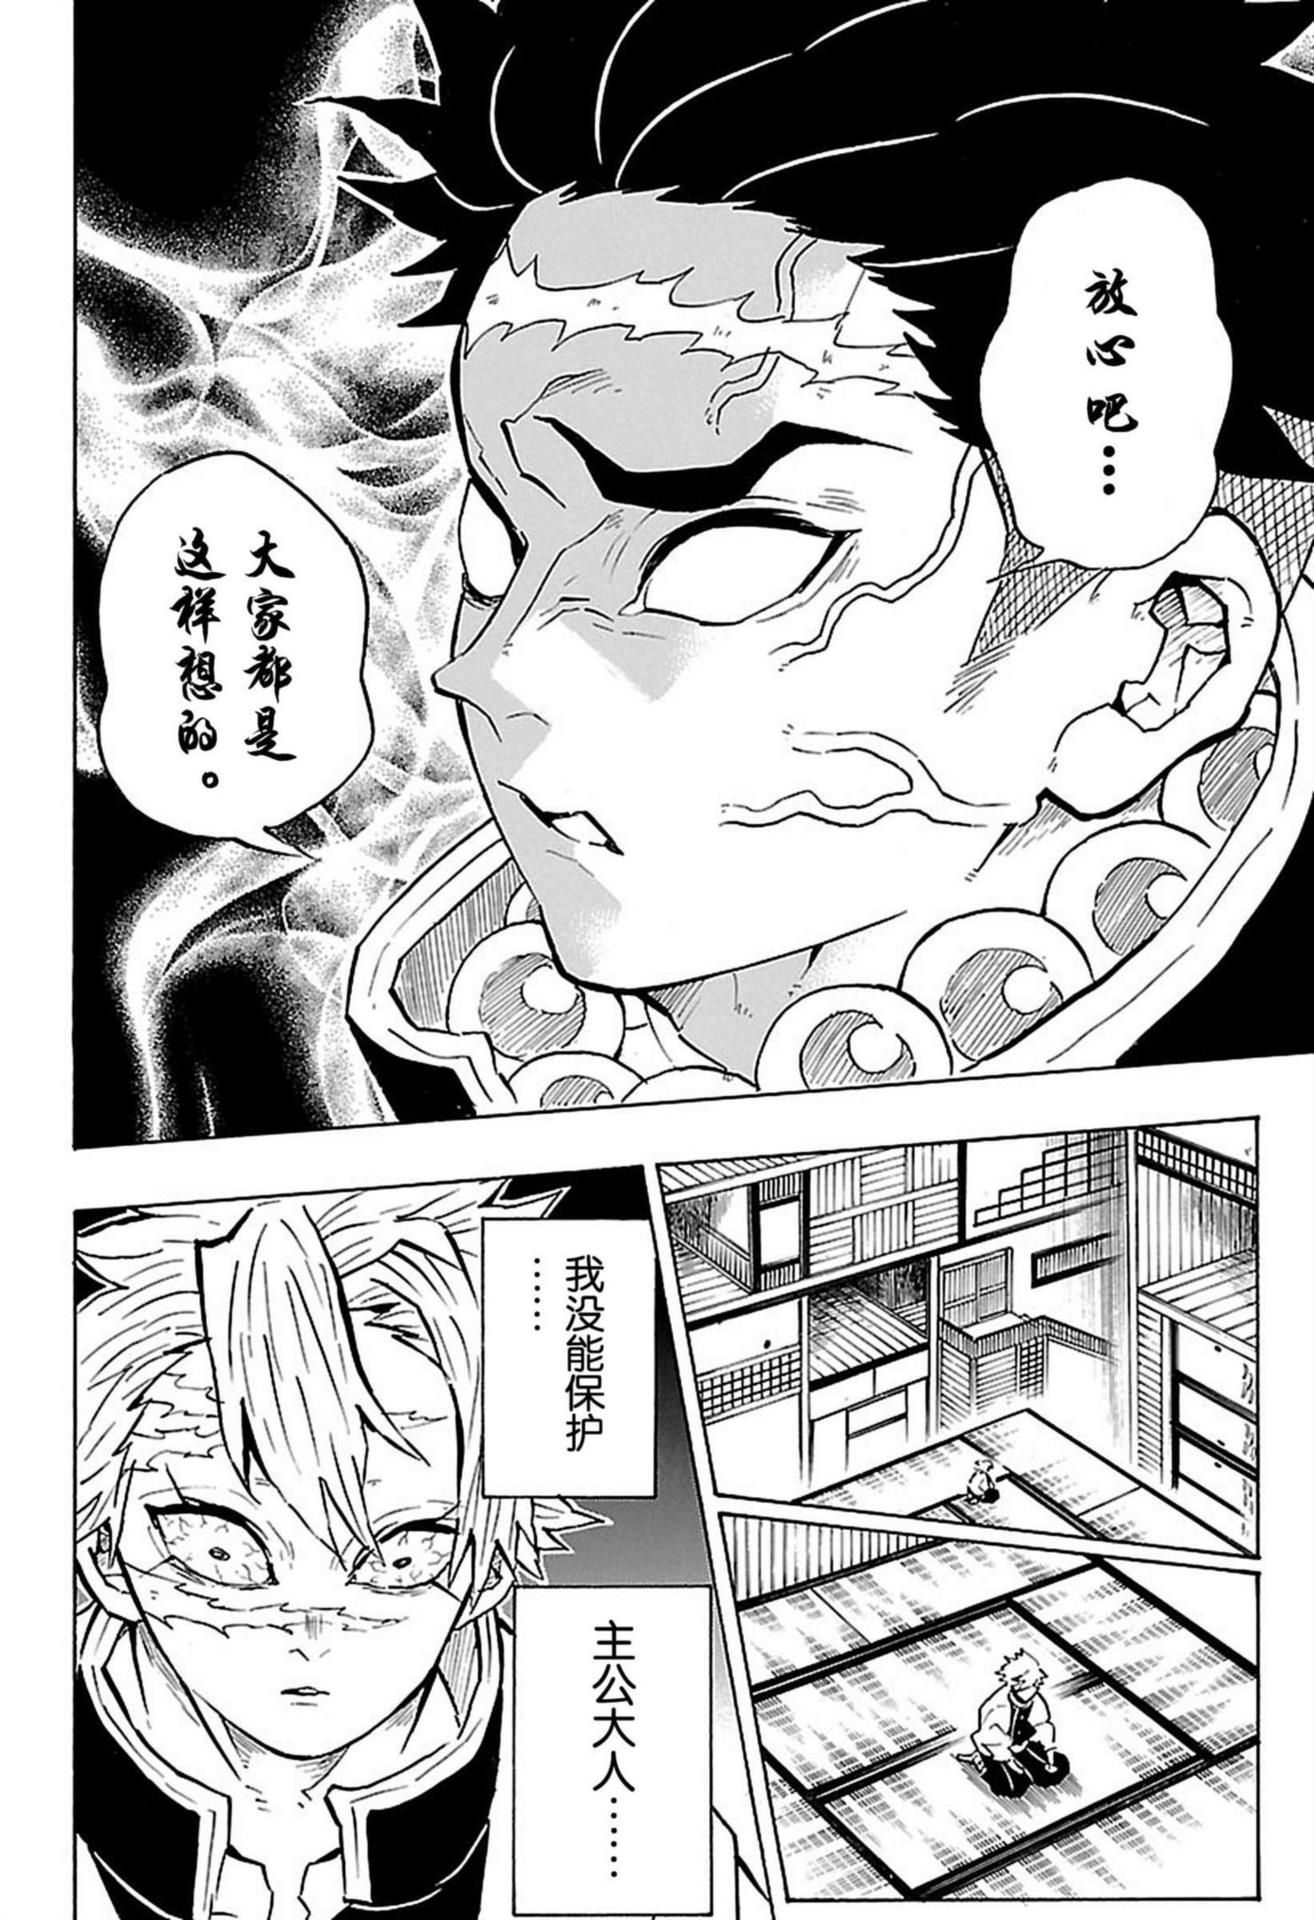 放心吧…
大家都是
这样想的。
我没能保护
……
主公大人……